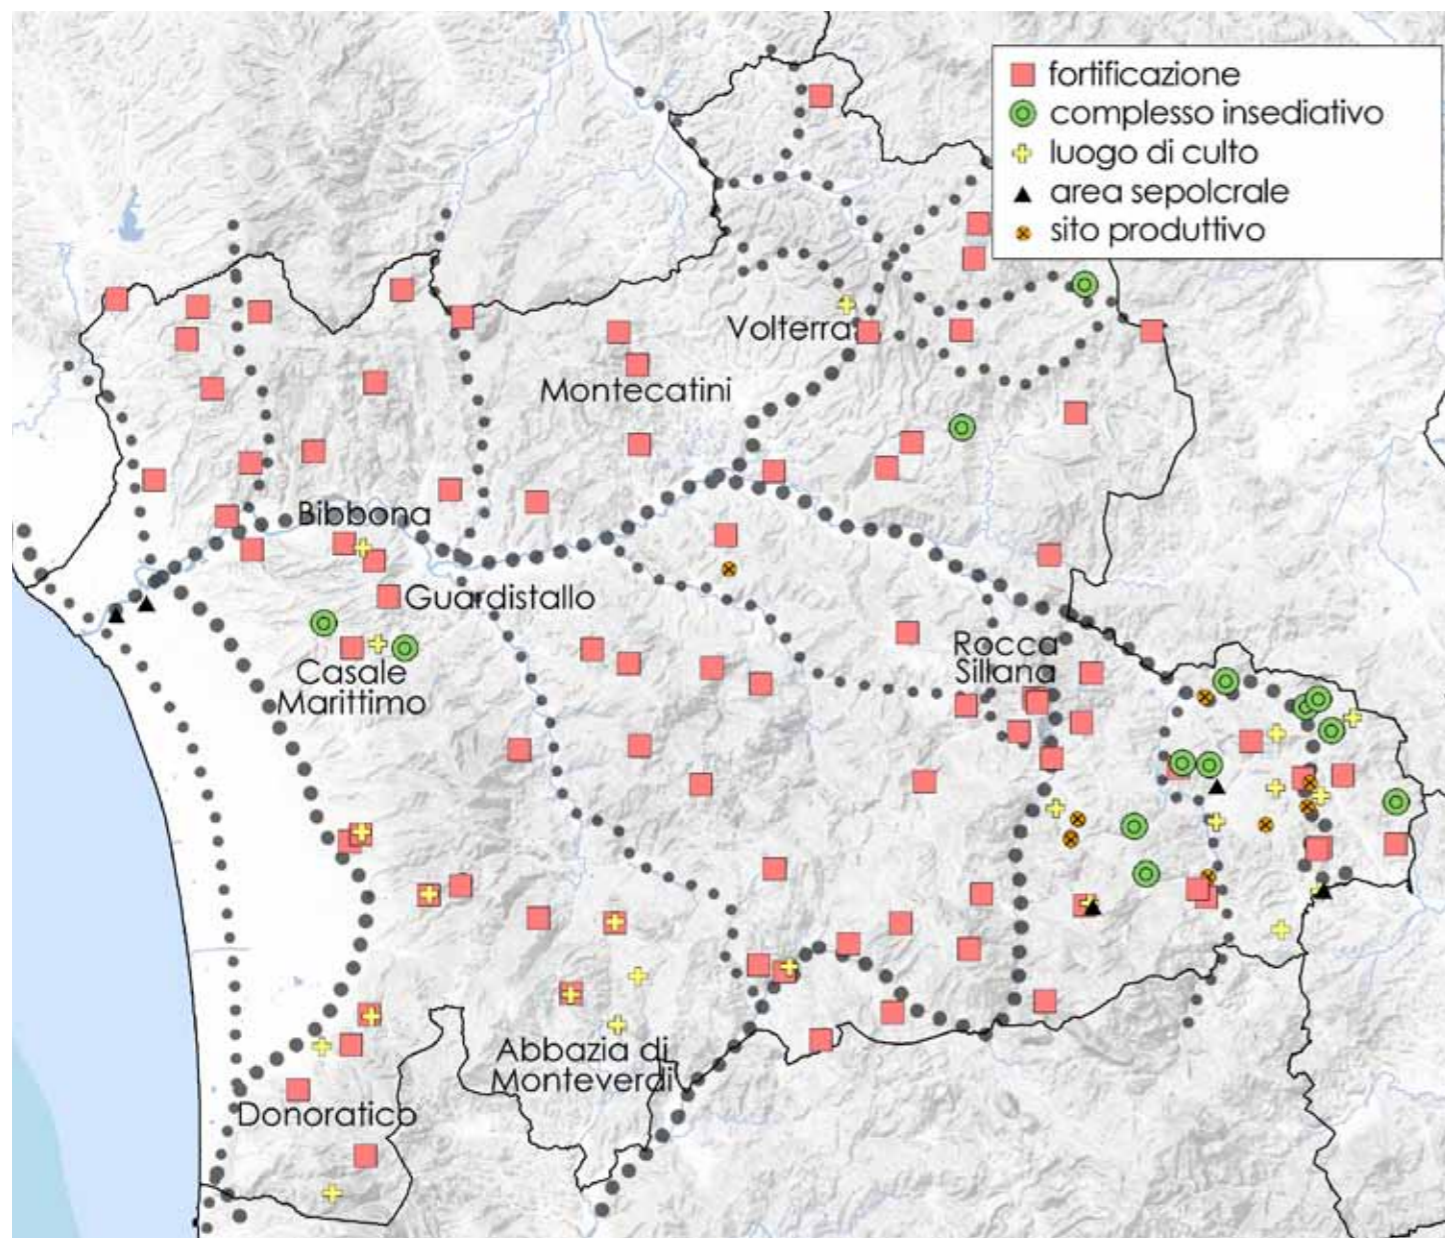 fortificazione
complesso insediativo
luogo di culto
area sepolcrale
sito produttivo
Volterra
Montecatini
Bibbona
Guardistallo
Rocca
Sillana
Casale
Marittimo
Abbazia di
Monteverdi
Donoratico